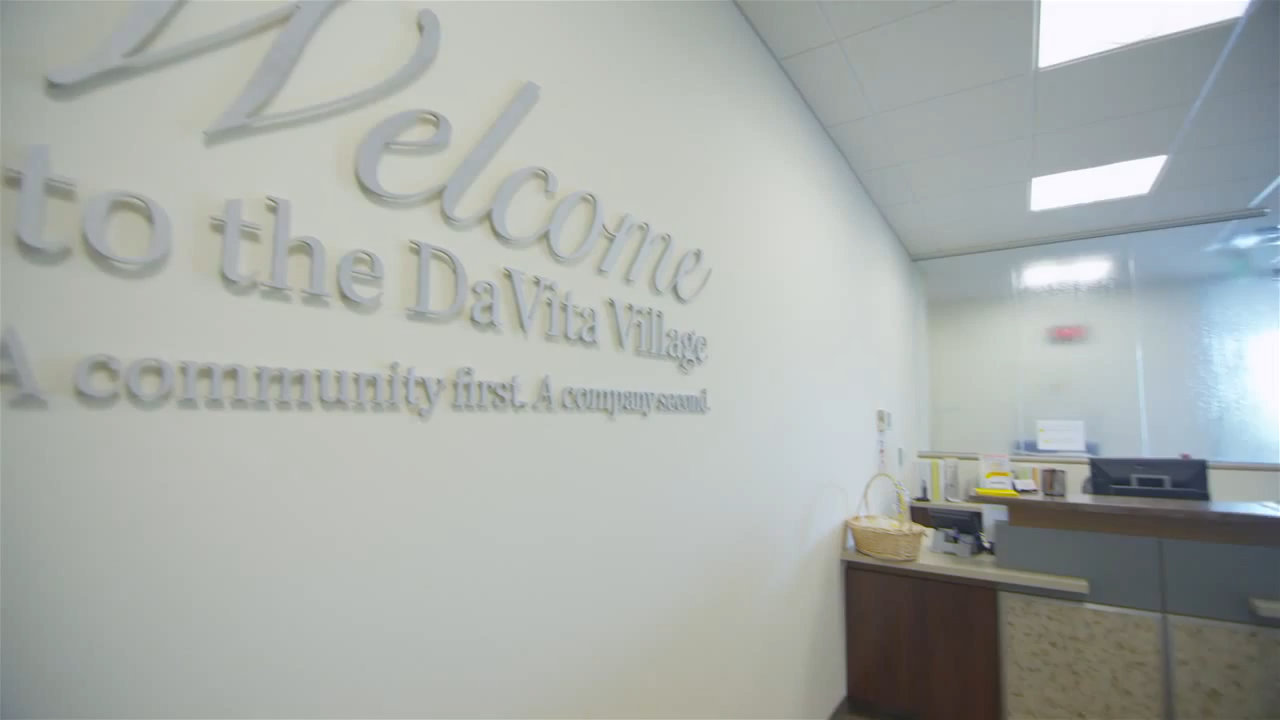 Welcome
to the DaVita Village
A community first. A company second.